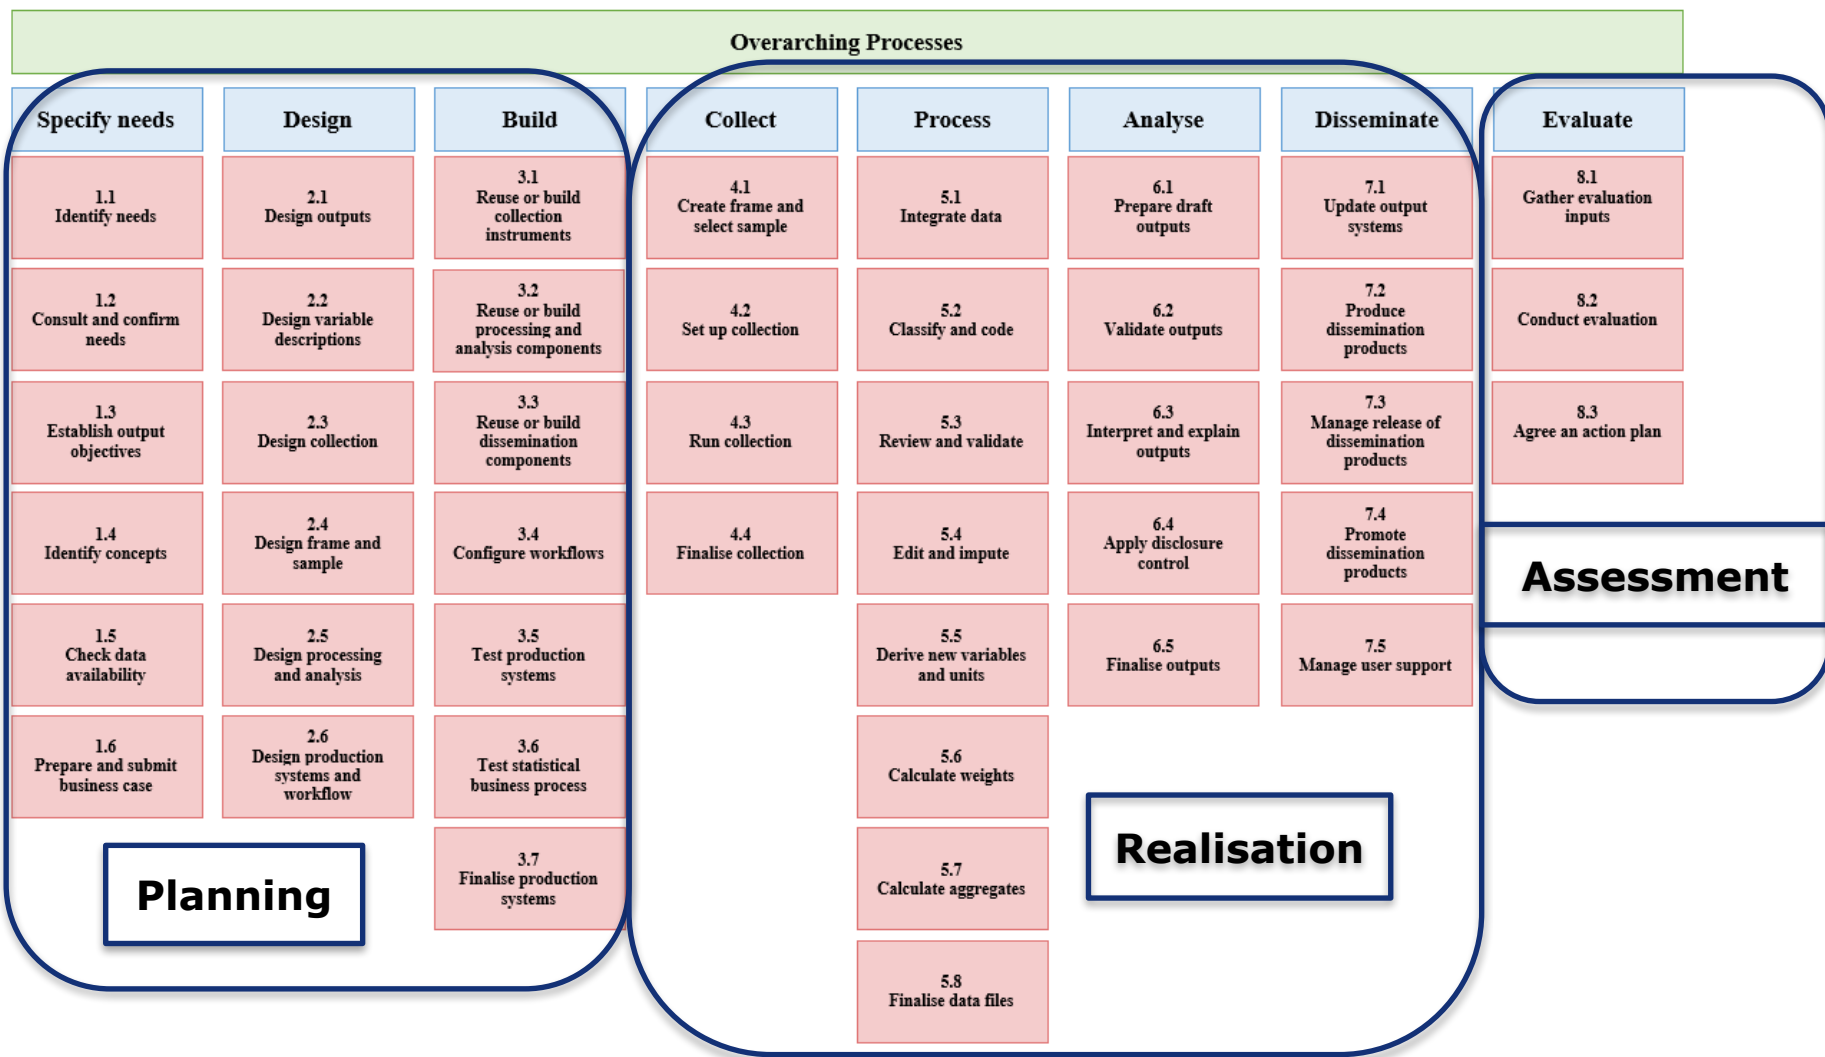 Overarching Processes
Specify needs
Design
Build
Collect
Process
Analyse
Disseminate
Evaluate
1.1
Identify needs
2.1
Design outputs
3.1
Reuse or build
collection
instruments
4.1
Create frame and
select sample
5.1
Integrate data
6.1
Prepare draft
outputs
7.1
Update output
systems
8.1
Gather evaluation
inputs
1.2
Consult and confirm
needs
2.2
Design variable
descriptions
3.2
Reuse or build
processing and
analysis components
4.2
Set up collection
5.2
Classify and code
6.2
Validate outputs
7.2
Produce
dissemination
products
8.2
Conduct evaluation
1.3
Establish output
objectives
2.3
Design collection
3.3
Reuse or build
dissemination
components
4.3
Run collection
5.3
Review and validate
6.3
Interpret and explain
outputs
7.3
Manage release of
dissemination
products
8.3
Agree an action plan
1.4
Identify concepts
2.4
Design frame and
sample
3.4
Configure workflows
4.4
Finalise collection
5.4
Edit and impute
6.4
Apply disclosure
control
7.4
Promote
dissemination
products
Assessment
1.5
Check data
availability
2.5
Design processing
and analysis
3.5
Test production
systems
5.5
Derive new variables
and units
6.5
Finalise outputs
7.5
Manage user support
1.6
Prepare and submit
business case
2.6
Design production
systems and
workflow
3.6
Test statistical
business process
5.6
Calculate weights
Planning
3.7
Finalise production
systems
5.7
Calculate aggregates
Realisation
5.8
Finalise data files